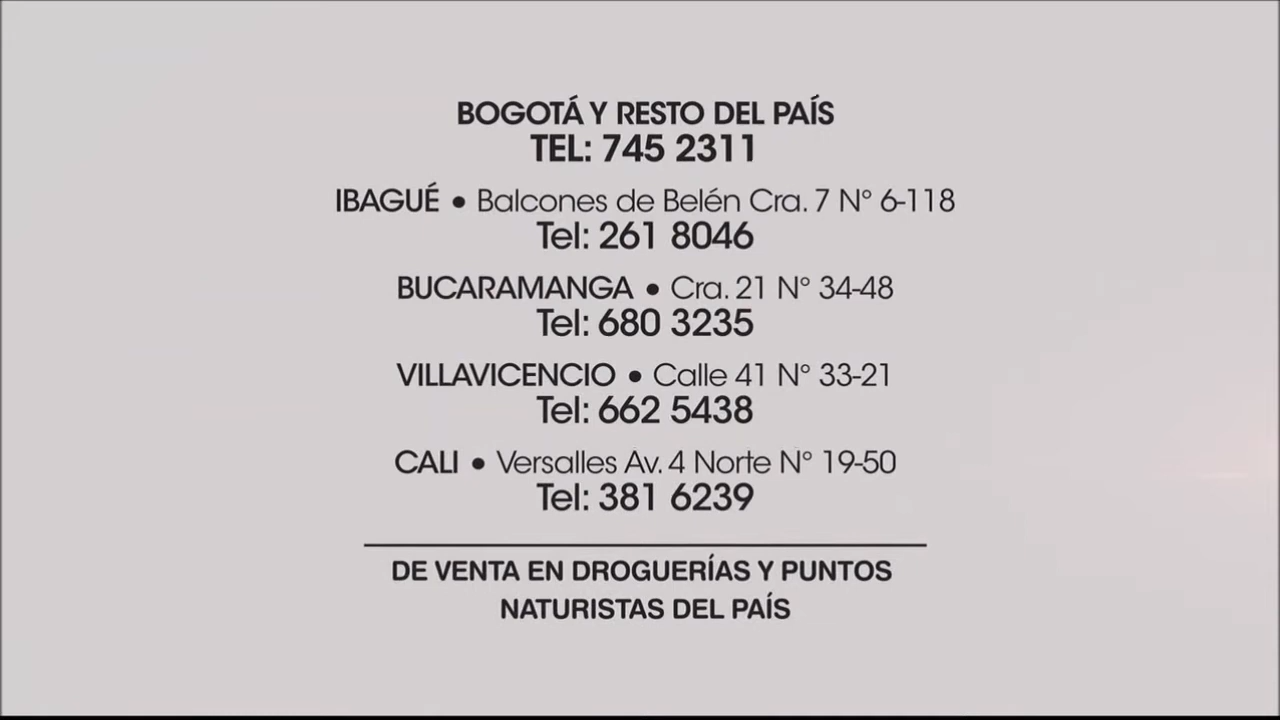 BOGOTÁ Y RESTO DEL PAÍS
TEL: 745 2311
IBAGUÉ • Balcones de Belén Cra. 7 N° 6-118
Tel: 261 8046
BUCARAMANGA • Cra. 21 N° 34-48
Tel: 680 3235
VILLAVICENCIO • Calle 41 N° 33-21
Tel: 662 5438
CALI • Versalles Av. 4 Norte N° 19-50
Tel: 381 6239
DE VENTA EN DROGUERÍAS Y PUNTOS
NATURISTAS DEL PAÍS